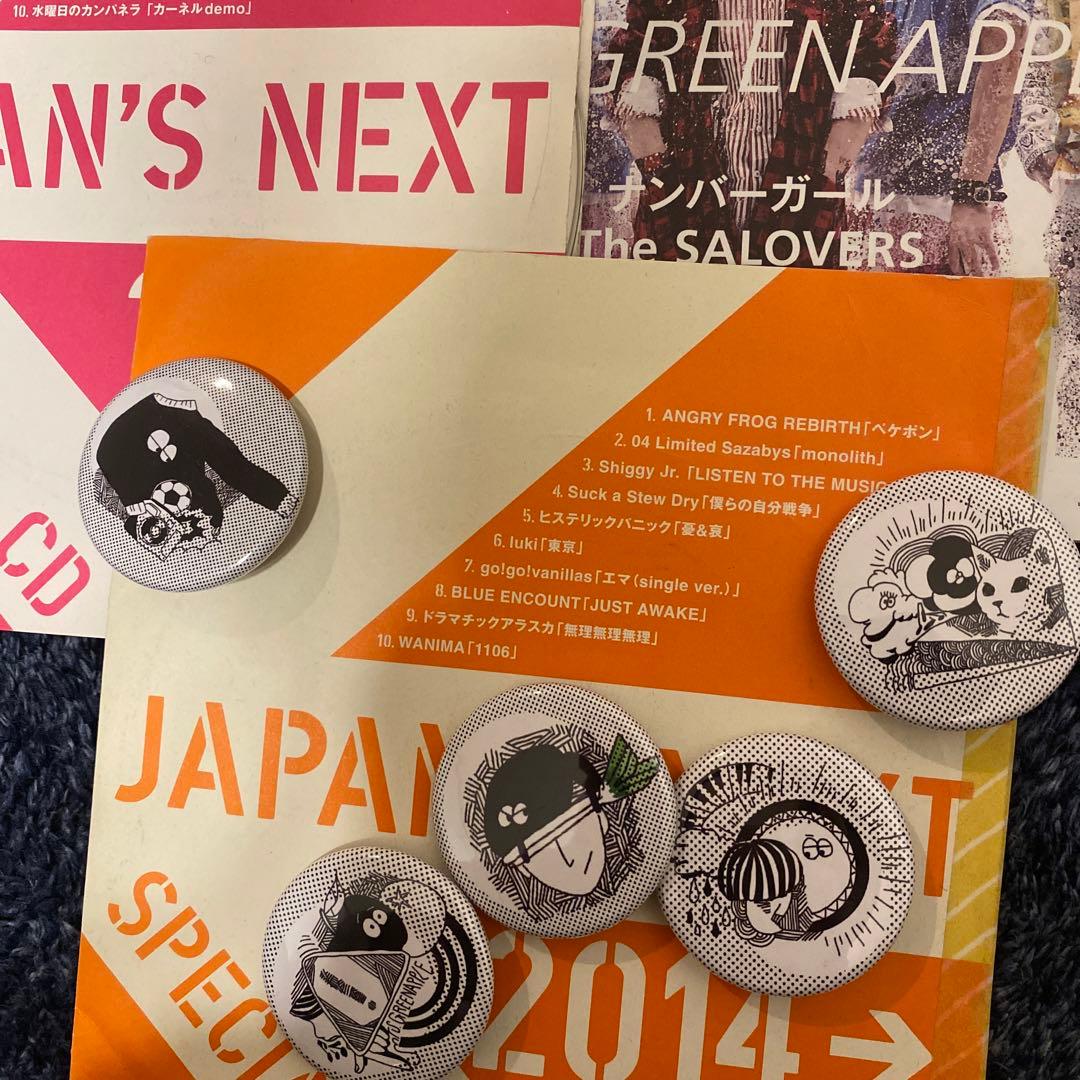 10. 水曜日のカンパネラ「カーネルdemo」
AN'S NEXT
CD
GREEN APPL
ナンバーガール
The SALOVERS
1. ANGRY FROG REBIRTH「ペケポン」
2. 04 Limited Sazabys「monolith」
3. Shiggy Jr.「LISTEN TO THE MUSIC
4. Suck a Stew Dry「僕らの自分戦争」
5. ヒステリックパニック「憂&哀」
6. luki「東京」
7. go!go!vanillas「エマ（single ver.）」
8. BLUE ENCOUNT「JUST AWAKE」
9. ドラマチックアラスカ「無理無理無理」
10. WANIMA「1106」
JAPAN
XT
SPECI
2014→
GREENAPPLE